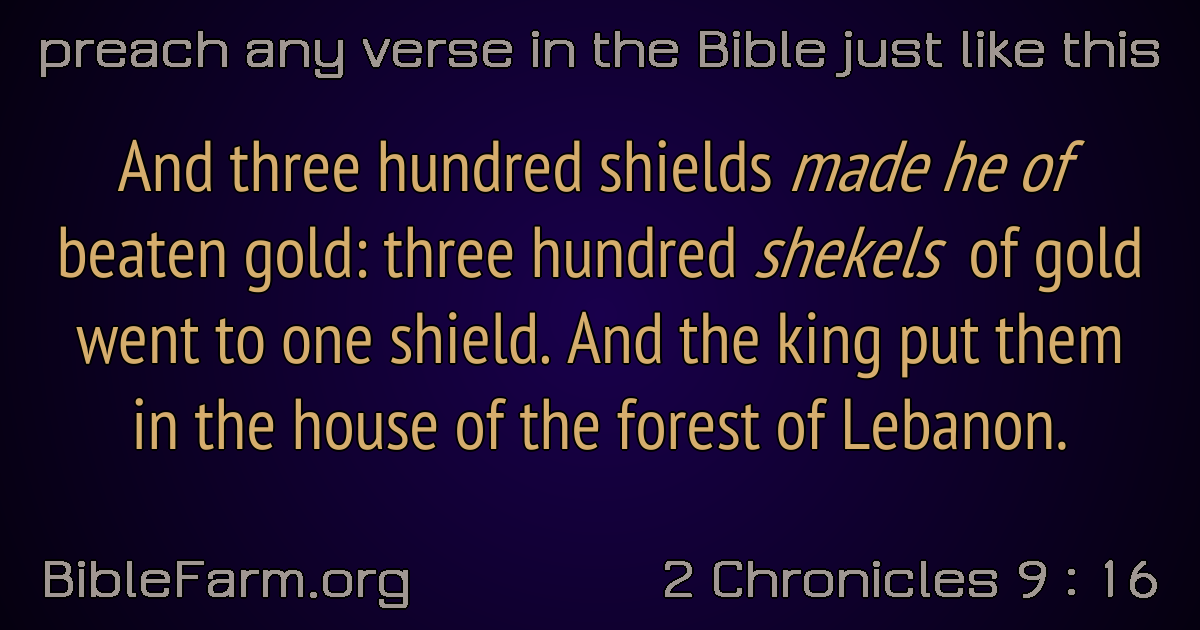 preach any verse in the Bible just like this
And three hundred shields made he of
beaten gold: three hundred shekels of gold
went to one shield. And the king put them
in the house of the forest of Lebanon.
BibleFarm.org
2 Chronicles 9 : 16